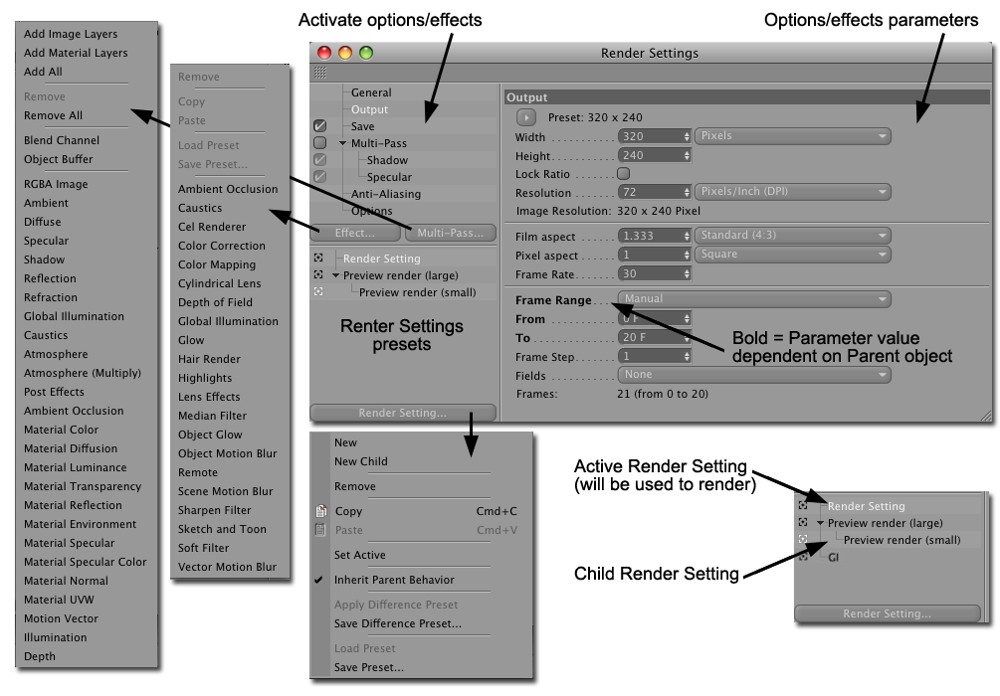 Add Image Layers
Add Material Layers
Add All
Remove
Remove All
Blend Channel
Object Buffer
RGBA Image
Ambient
Diffuse
Specular
Shadow
Reflection
Refraction
Global Illumination
Caustics
Atmosphere
Atmosphere (Multiply)
Post Effects
Ambient Occlusion
Material Color
Material Diffusion
Material Luminance
Material Transparency
Material Reflection
Material Environment
Material Specular
Material Specular Color
Material Normal
Material UVW
Motion Vector
Illumination
Depth
Remove
Copy
Paste
Load Preset
Save Preset...
Ambient Occlusion
Caustics
Cel Renderer
Color Correction
Color Mapping
Cylindrical Lens
Depth of Field
Global Illumination
Glow
Hair Render
Highlights
Lens Effects
Median Filter
Object Glow
Object Motion Blur
Remote
Scene Motion Blur
Sharpen Filter
Sketch and Toon
Soft Filter
Vector Motion Blur
Activate options/effects
Options/effects parameters
Render Settings
General
Output
Save
Multi-Pass
Shadow
Specular
Anti-Aliasing
Options
Effect...
Multi-Pass...
Render Setting
Preview render (large)
Preview render (small)
Renter Settings
presets
Render Setting...
Output
Preset: 320 x 240
Width 320 Pixels
Height 240
Lock Ratio
Resolution 72 Pixels/Inch (DPI)
Image Resolution: 320 x 240 Pixel
Film aspect 1.333 Standard (4:3)
Pixel aspect 1 Square
Frame Rate 30
Frame Range Manual
From 0 F
To 20 F
Frame Step 1
Fields None
Frames: 21 (from 0 to 20)
Bold = Parameter value
dependent on Parent object
New
New Child
Remove
Copy Cmd+C
Paste Cmd+V
Set Active
Inherit Parent Behavior
Apply Difference Preset
Save Difference Preset...
Load Preset
Save Preset...
Active Render Setting
(will be used to render)
Child Render Setting
Render Setting
Preview render (large)
Preview render (small)
GI
Render Setting...